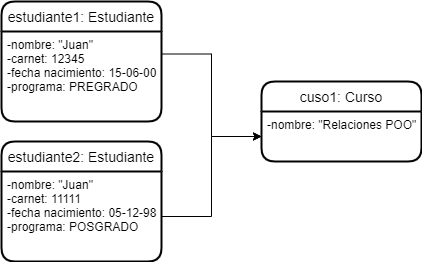 estudiante1: Estudiante
-nombre: "Juan"
-carnet: 12345
-fecha nacimiento: 15-06-00
-programa: PREGRADO
cuso1: Curso
-nombre: "Relaciones POO"
estudiante2: Estudiante
-nombre: "Juan"
-carnet: 11111
-fecha nacimiento: 05-12-98
-programa: POSGRADO